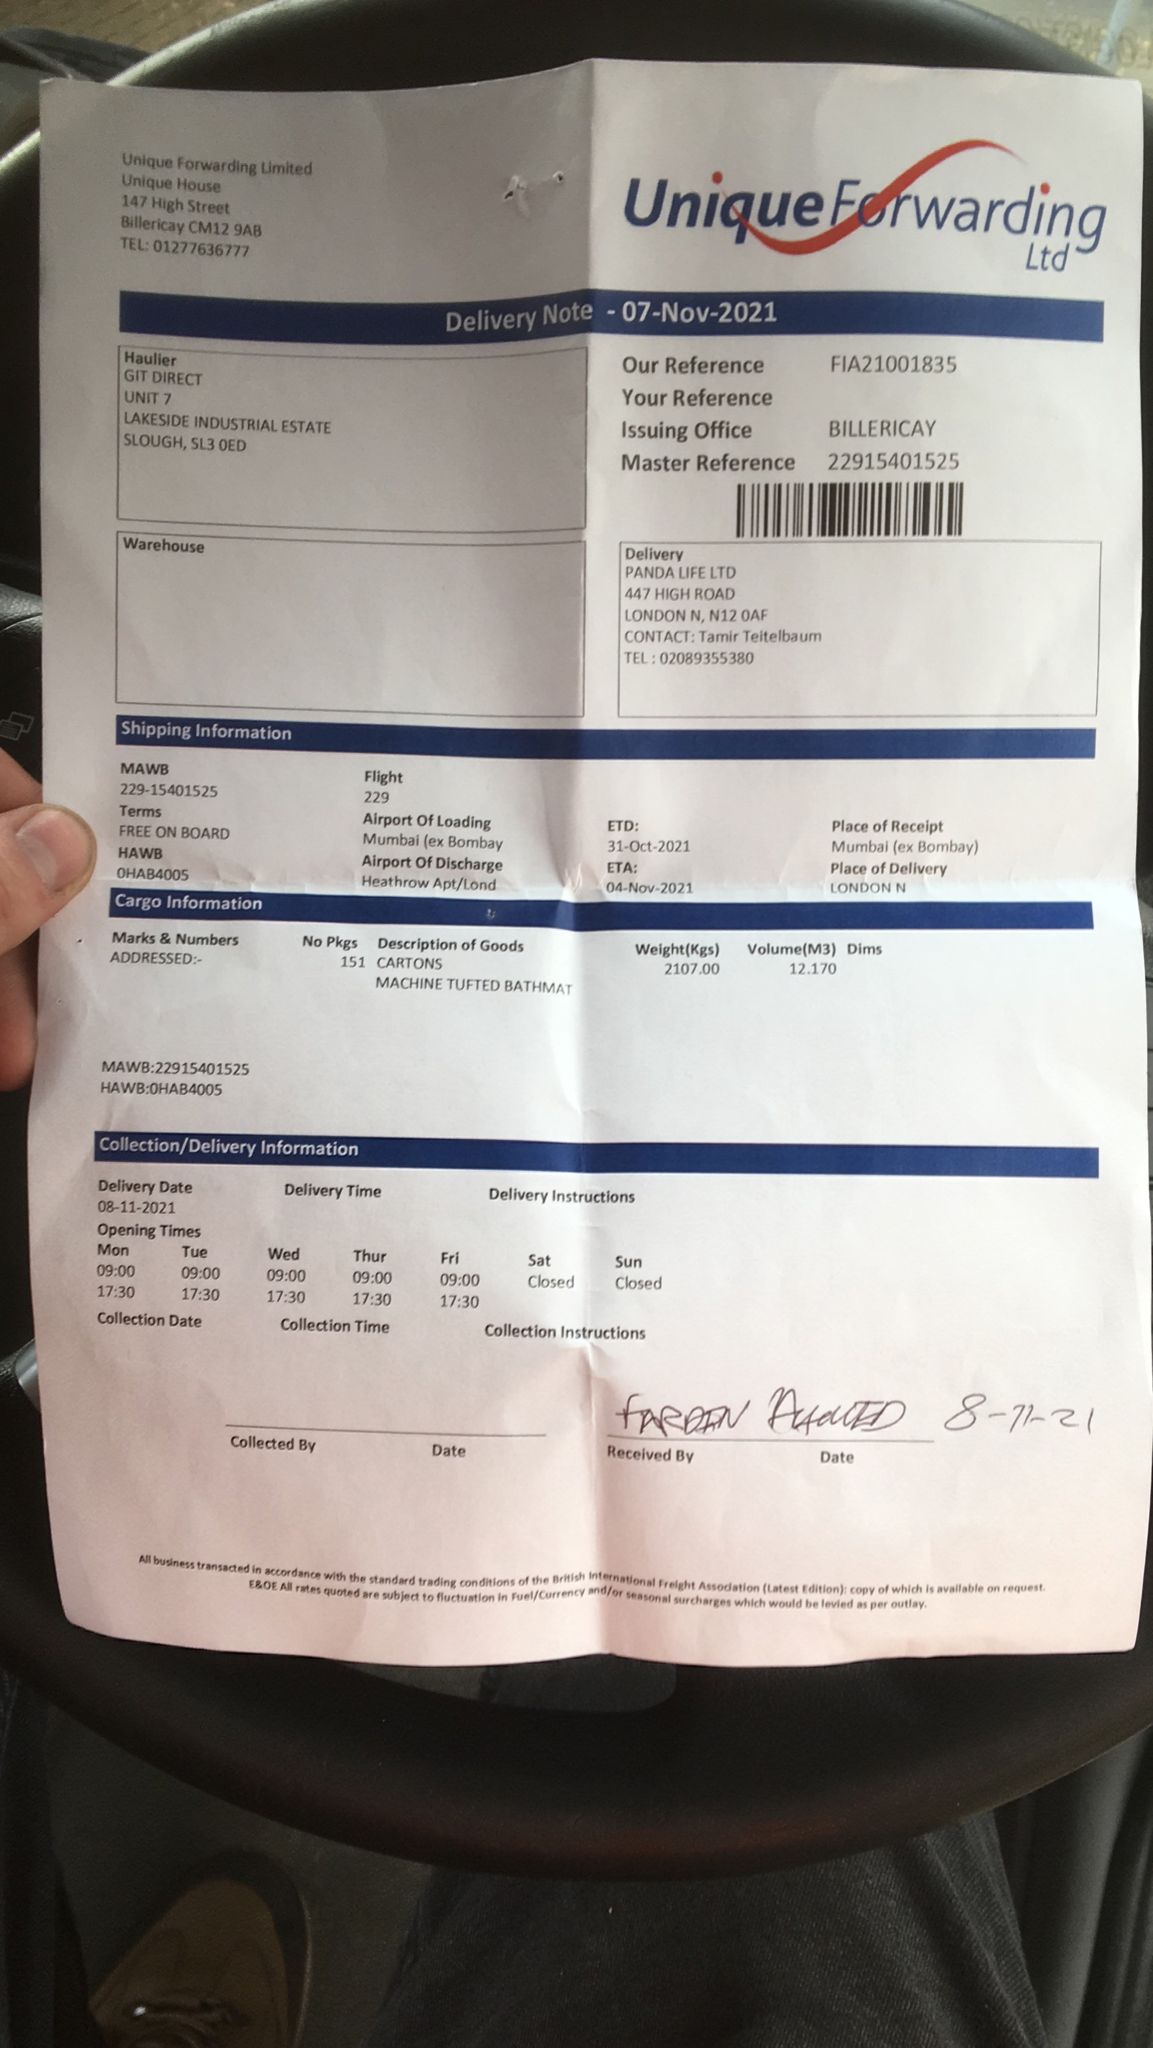 Unique Forwarding Limited
Unique House
147 High Street
Billericay CM12 9AB
TEL: 01277636777
UniqueForwarding
Ltd
Delivery Note - 07-Nov-2021
Haulier
GIT DIRECT
UNIT 7
LAKESIDE INDUSTRIAL ESTATE
SLOUGH, SL3 0ED
Our Reference FIA21001835
Your Reference
Issuing Office BILLERICAY
Master Reference 22915401525
Warehouse
Delivery
PANDA LIFE LTD
447 HIGH ROAD
LONDON N, N12 0AF
CONTACT: Tamir Teitelbaum
TEL : 02089355380
Shipping Information
MAWB Flight
229-15401525 229
Terms Airport Of Loading ETD: Place of Receipt
FREE ON BOARD Mumbai (ex Bombay 31-Oct-2021 Mumbai (ex Bombay)
HAWB Airport Of Discharge ETA: Place of Delivery
0HAB4005 Heathrow Apt/Lond 04-Nov-2021 LONDON N
Cargo Information
Marks & Numbers No Pkgs Description of Goods Weight(Kgs) Volume(M3) Dims
ADDRESSED:- 151 CARTONS 2107.00 12.170
MACHINE TUFTED BATHMAT
MAWB:22915401525
HAWB:0HAB4005
Collection/Delivery Information
Delivery Date Delivery Time Delivery Instructions
08-11-2021
Opening Times
Mon Tue Wed Thur Fri Sat Sun
09:00 09:00 09:00 09:00 09:00 Closed Closed
17:30 17:30 17:30 17:30 17:30
Collection Date Collection Time Collection Instructions
8-11-21
Collected By Date Received By Date
All business transacted in accordance with the standard trading conditions of the British International Freight Association (Latest Edition): copy of which is available on request.
E&OE All rates quoted are subject to fluctuation in Fuel/Currency and/or seasonal surcharges which would be levied as per outlay.